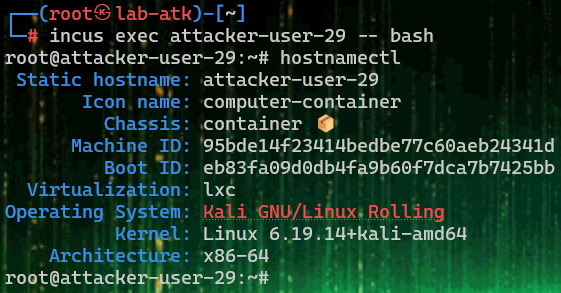 ┌──(root㉿lab-atk)-[~]
└─# incus exec attacker-user-29 -- bash
root@attacker-user-29:~# hostnamectl
Static hostname: attacker-user-29
Icon name: computer-container
Chassis: container 📦
Machine ID: 95bde14f23414bedbe77c60aeb24341d
Boot ID: eb83fa09d0db4fa9b60f7dca7b7425bb
Virtualization: lxc
Operating System: Kali GNU/Linux Rolling
Kernel: Linux 6.19.14+kali-amd64
Architecture: x86-64
root@attacker-user-29:~#